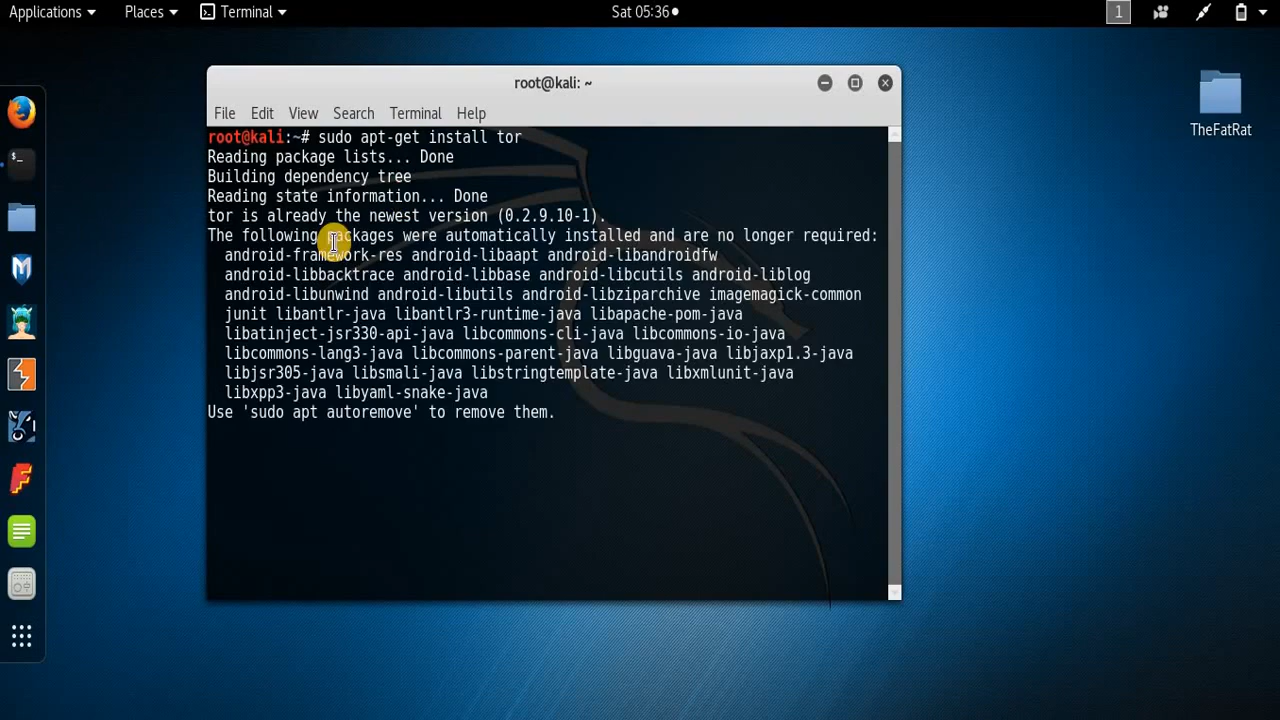 Applications Places Terminal Sat 05:36 1
root@kali: ~
File Edit View Search Terminal Help
root@kali:~# sudo apt-get install tor
Reading package lists... Done
Building dependency tree
Reading state information... Done
tor is already the newest version (0.2.9.10-1).
The following packages were automatically installed and are no longer required:
android-framework-res android-libaapt android-libandroidfw
android-libbacktrace android-libbase android-libcutils android-liblog
android-libunwind android-libutils android-libziparchive imagemagick-common
junit libantlr-java libantlr3-runtime-java libapache-pom-java
libatinject-jsr330-api-java libcommons-cli-java libcommons-io-java
libcommons-lang3-java libcommons-parent-java libguava-java libjaxp1.3-java
libjsr305-java libsmali-java libstringtemplate-java libxmlunit-java
libxpp3-java libyaml-snake-java
Use 'sudo apt autoremove' to remove them.
TheFatRat